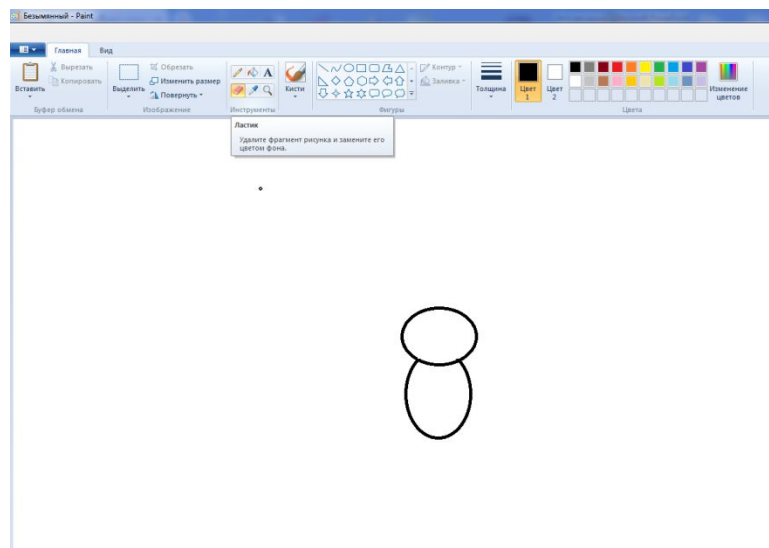 Безымянный - Paint
Главная Вид
Вставить
Вырезать
Копировать
Буфер обмена
Выделить
Обрезать
Изменить размер
Повернуть
Изображение
A
Инструменты
Кисти
Фигуры
Контур
Заливка
Толщина
Цвет 1
Цвет 2
Цвета
Изменение цветов
Ластик
Удалите фрагмент рисунка и замените его
цветом фона.